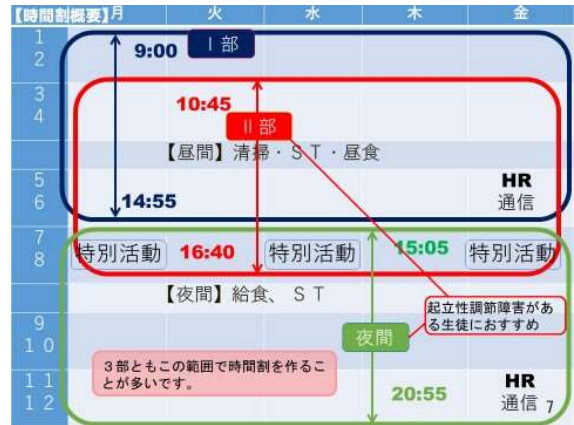 【時間割概要】月 火 水 木 金
1
2
9:00 Ⅰ部
3
4
10:45
Ⅱ部
【昼間】清掃・ST・昼食
5
6
14:55
HR
通信
7
8
特別活動 16:40 特別活動 15:05 特別活動
【夜間】給食、ST
起立性調節障害があ
る生徒におすすめ
9
10
夜間
3部ともこの範囲で時間割を作るこ
とが多いです。
11
12
20:55
HR
通信 7